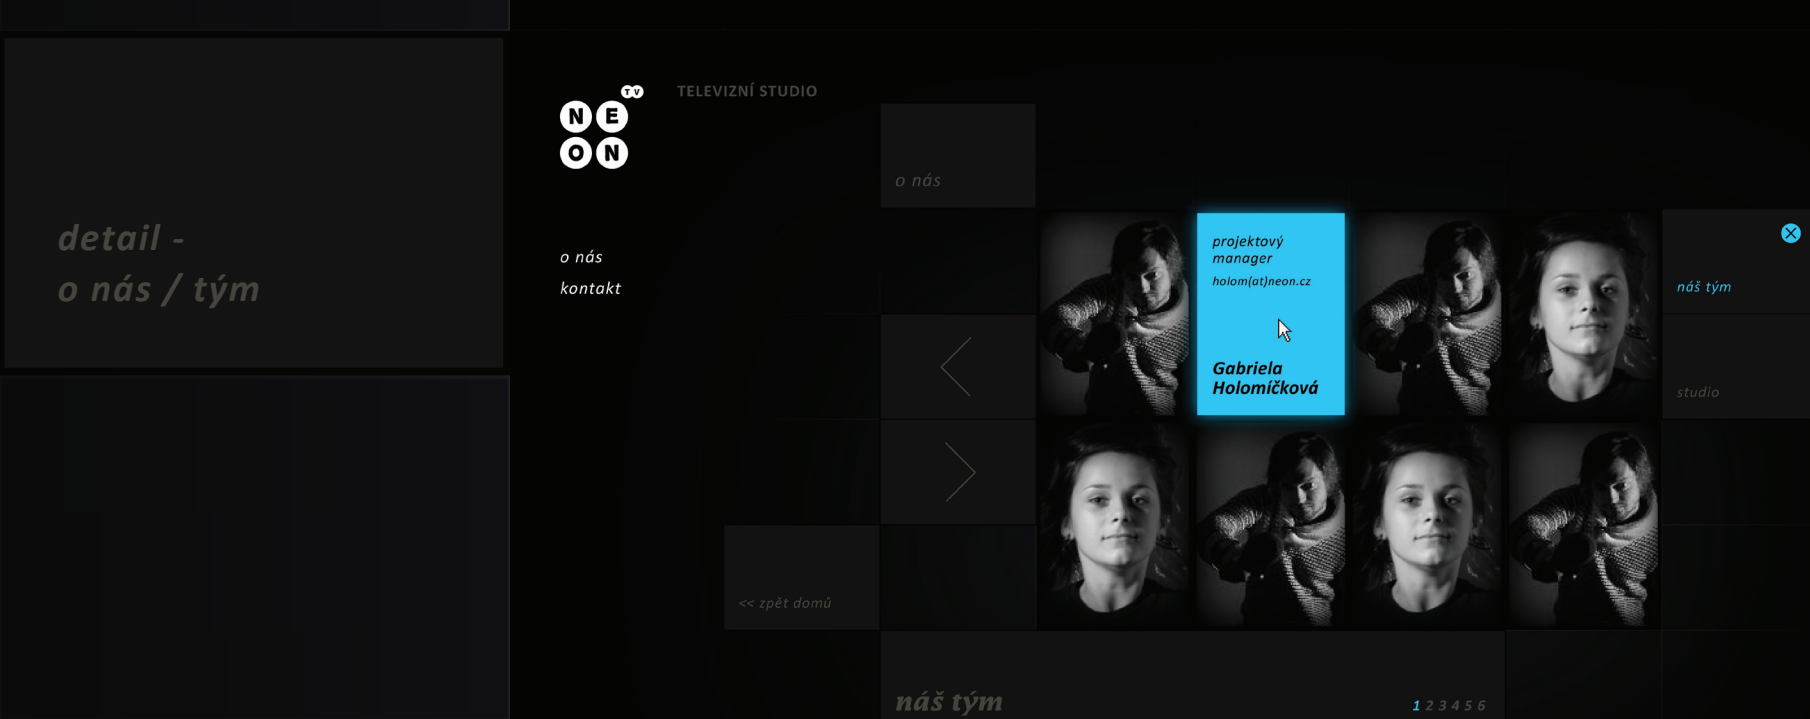 detail -
o nás / tým
TV
NE
ON
TELEVIZNÍ STUDIO
o nás
kontakt
o nás
projektový
manager
holom(at)neon.cz
Gabriela
Holomíčková
náš tým
studio
<< zpět domů
náš tým
1 2 3 4 5 6